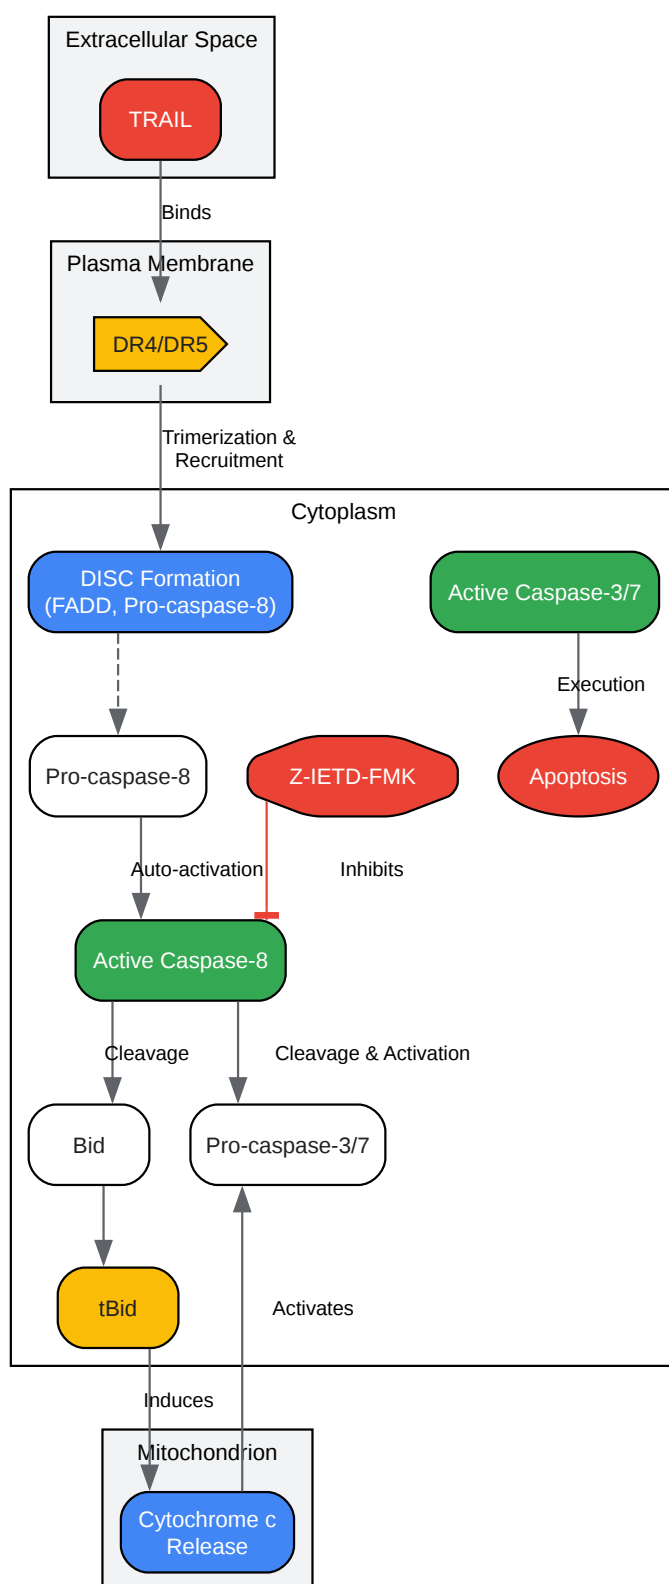 Extracellular Space
TRAIL
Binds
Plasma Membrane
DR4/DR5
Trimerization &
Recruitment
Cytoplasm
DISC Formation
(FADD, Pro-caspase-8)
Active Caspase-3/7
Execution
Pro-caspase-8
Z-IETD-FMK
Apoptosis
Auto-activation
Inhibits
Active Caspase-8
Cleavage
Cleavage & Activation
Bid
Pro-caspase-3/7
tBid
Activates
Induces
Mitochondrion
Cytochrome c
Release